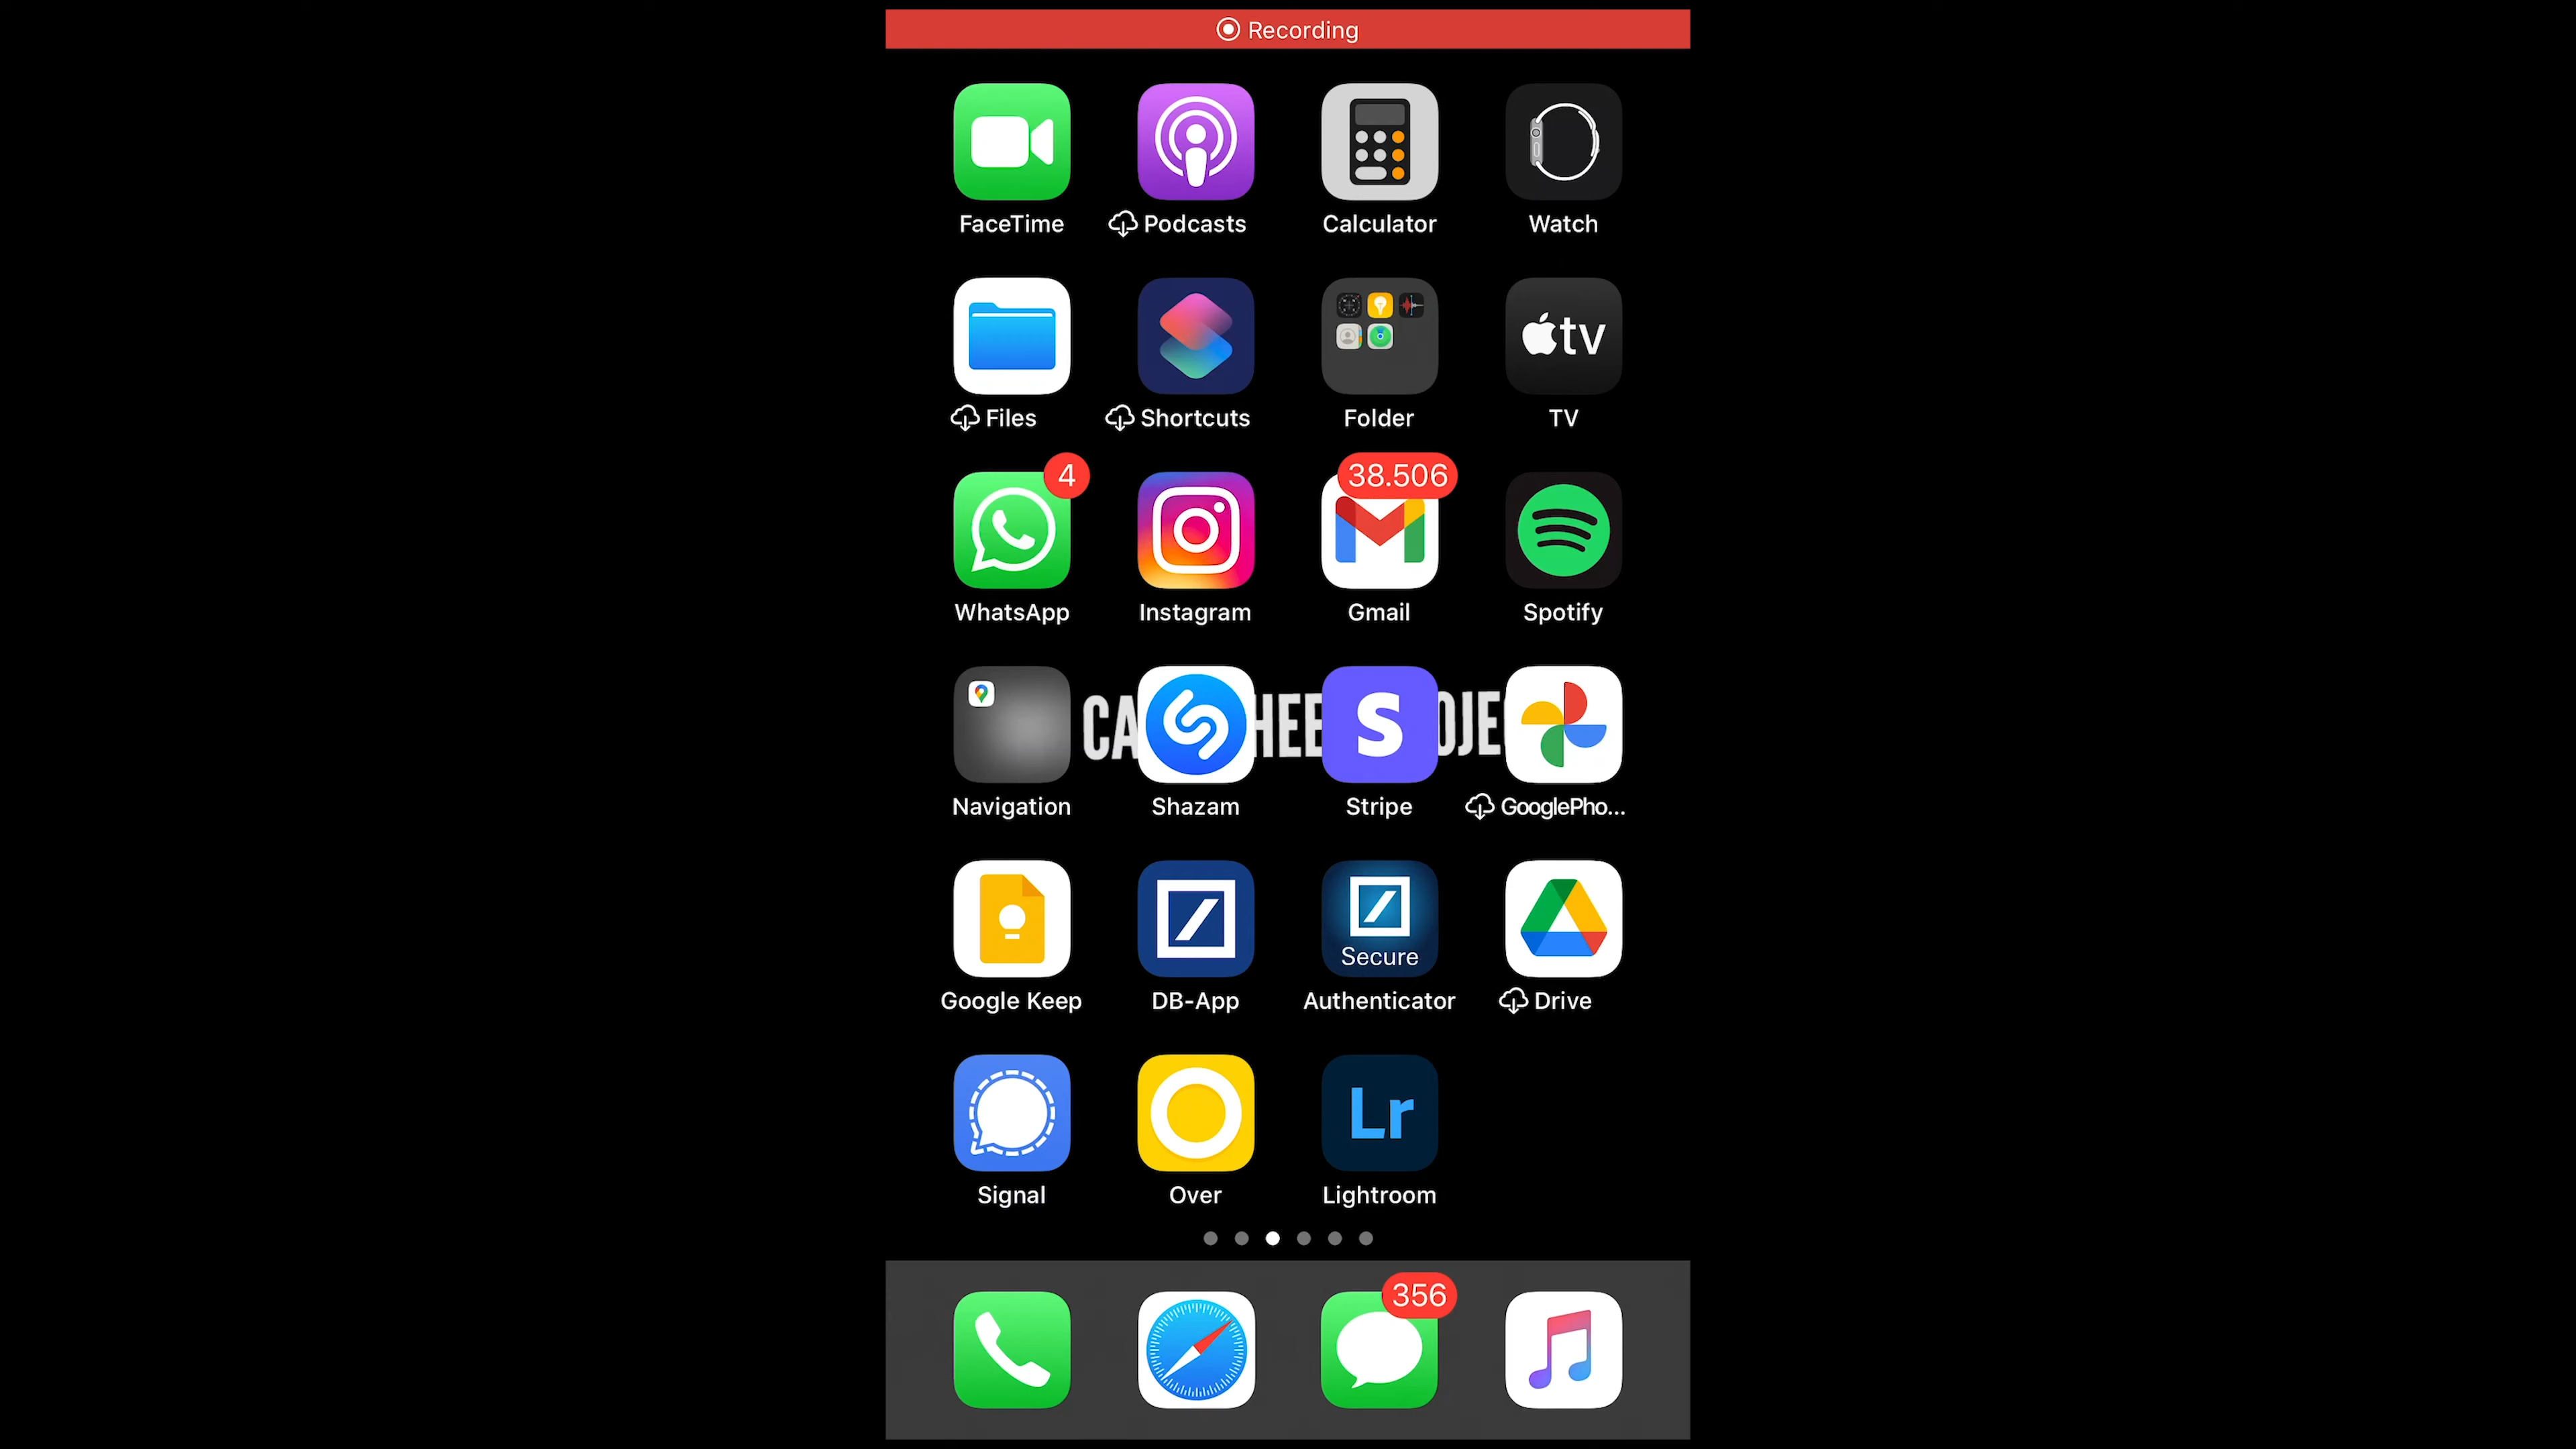 Recording
FaceTime
Podcasts
Calculator
Watch
tv
Files
Shortcuts
Folder
TV
4
38.506
WhatsApp
Instagram
Gmail
Spotify
S
Navigation
Shazam
Stripe
GooglePho...
Secure
Google Keep
DB-App
Authenticator
Drive
Lr
Signal
Over
Lightroom
356